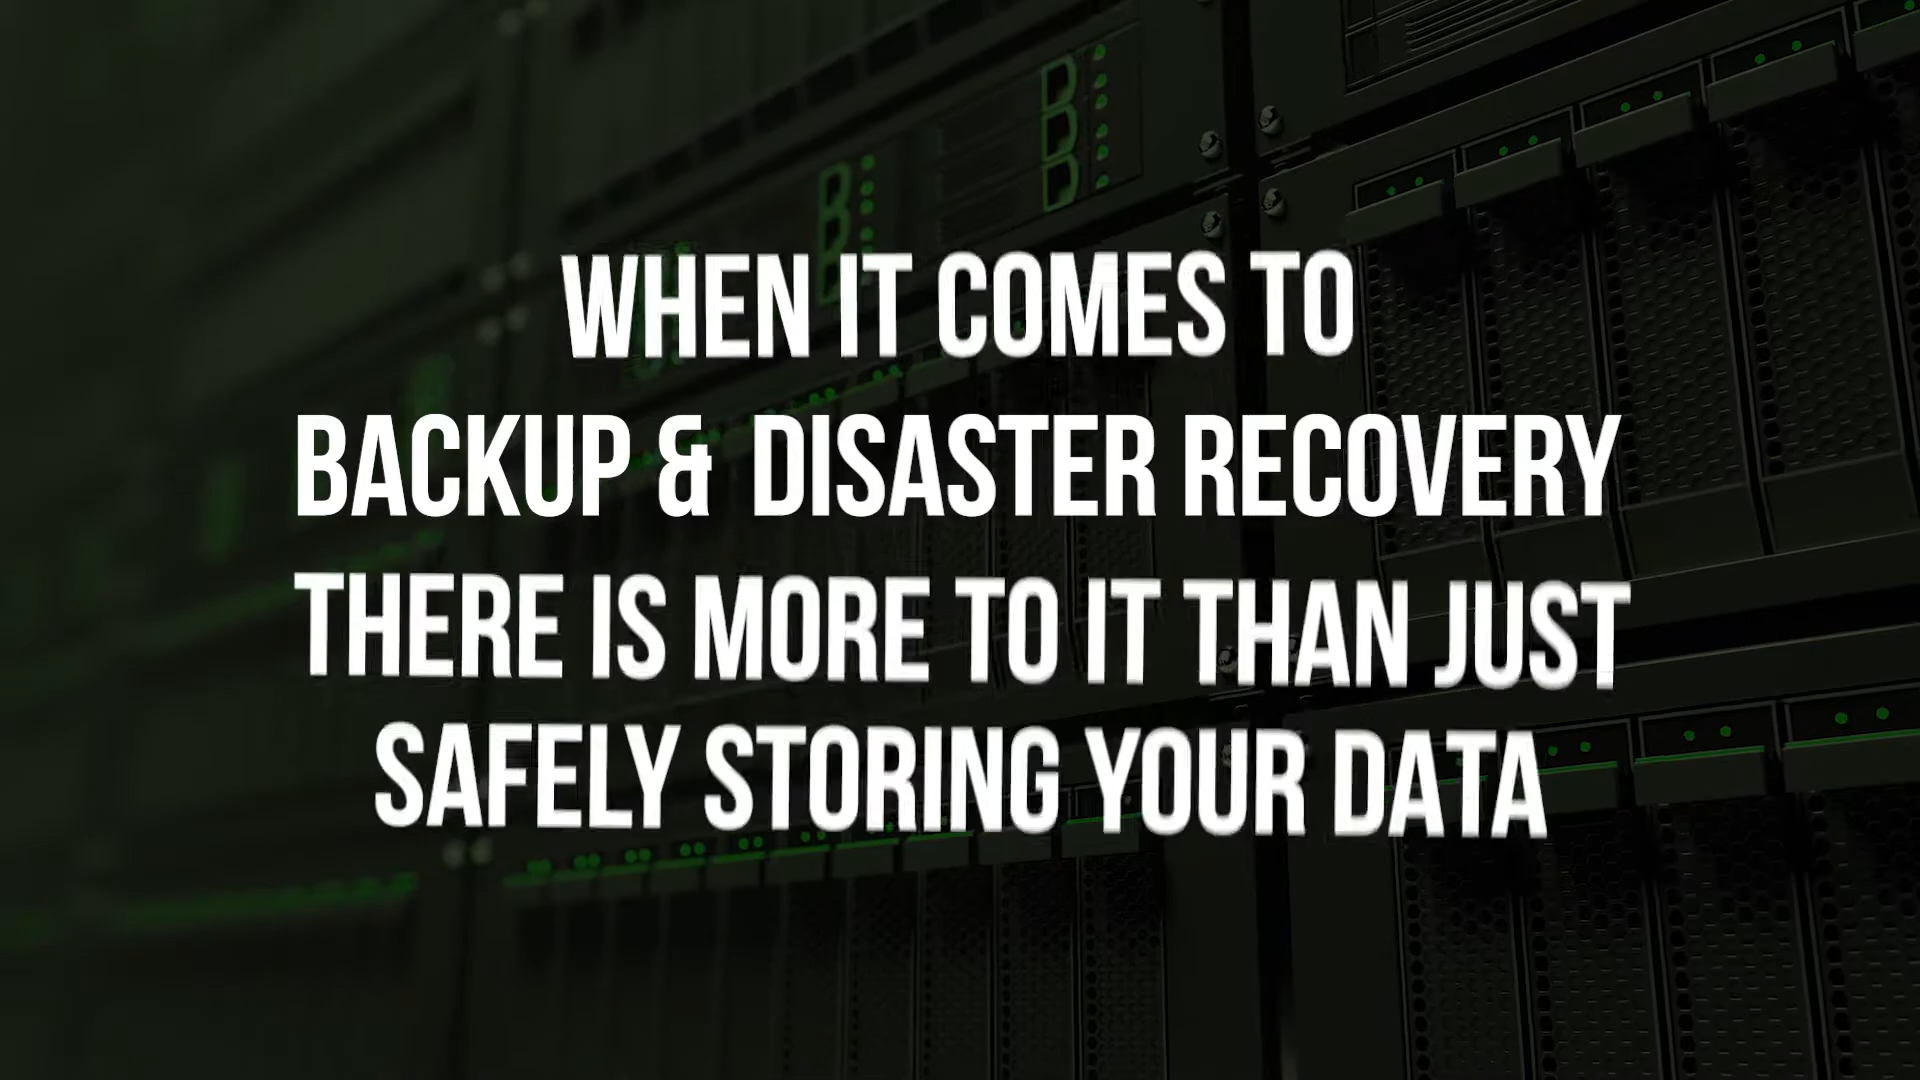 WHEN IT COMES TO
BACKUP & DISASTER RECOVERY
THERE IS MORE TO IT THAN JUST
SAFELY STORING YOUR DATA